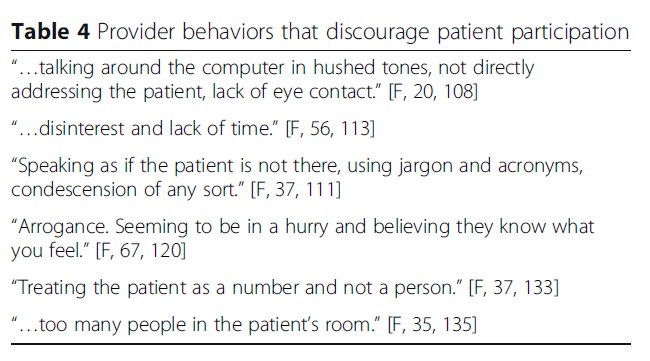 Table 4 Provider behaviors that discourage patient participation
“…talking around the computer in hushed tones, not directly
addressing the patient, lack of eye contact.” [F, 20, 108]
“…disinterest and lack of time.” [F, 56, 113]
“Speaking as if the patient is not there, using jargon and acronyms,
condescension of any sort.” [F, 37, 111]
“Arrogance. Seeming to be in a hurry and believing they know what
you feel.” [F, 67, 120]
“Treating the patient as a number and not a person.” [F, 37, 133]
“…too many people in the patient’s room.” [F, 35, 135]